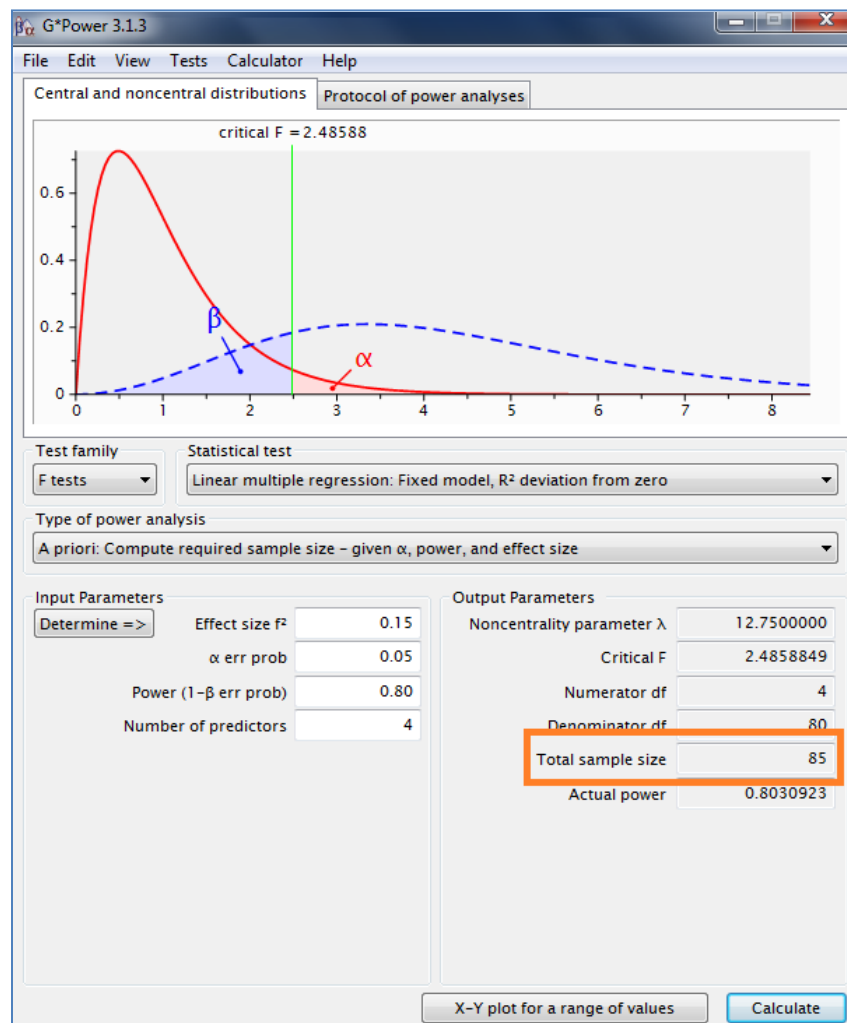 G*Power 3.1.3
File Edit View Tests Calculator Help
Central and noncentral distributions Protocol of power analyses
critical F = 2.48588
0.6
0.4
0.2
0
β
α
0 1 2 3 4 5 6 7 8
Test family Statistical test
F tests Linear multiple regression: Fixed model, R² deviation from zero
Type of power analysis
A priori: Compute required sample size - given α, power, and effect size
Input Parameters
Determine => Effect size f² 0.15
α err prob 0.05
Power (1-β err prob) 0.80
Number of predictors 4
Output Parameters
Noncentrality parameter λ 12.7500000
Critical F 2.4858849
Numerator df 4
Denominator df 80
Total sample size 85
Actual power 0.8030923
X-Y plot for a range of values Calculate